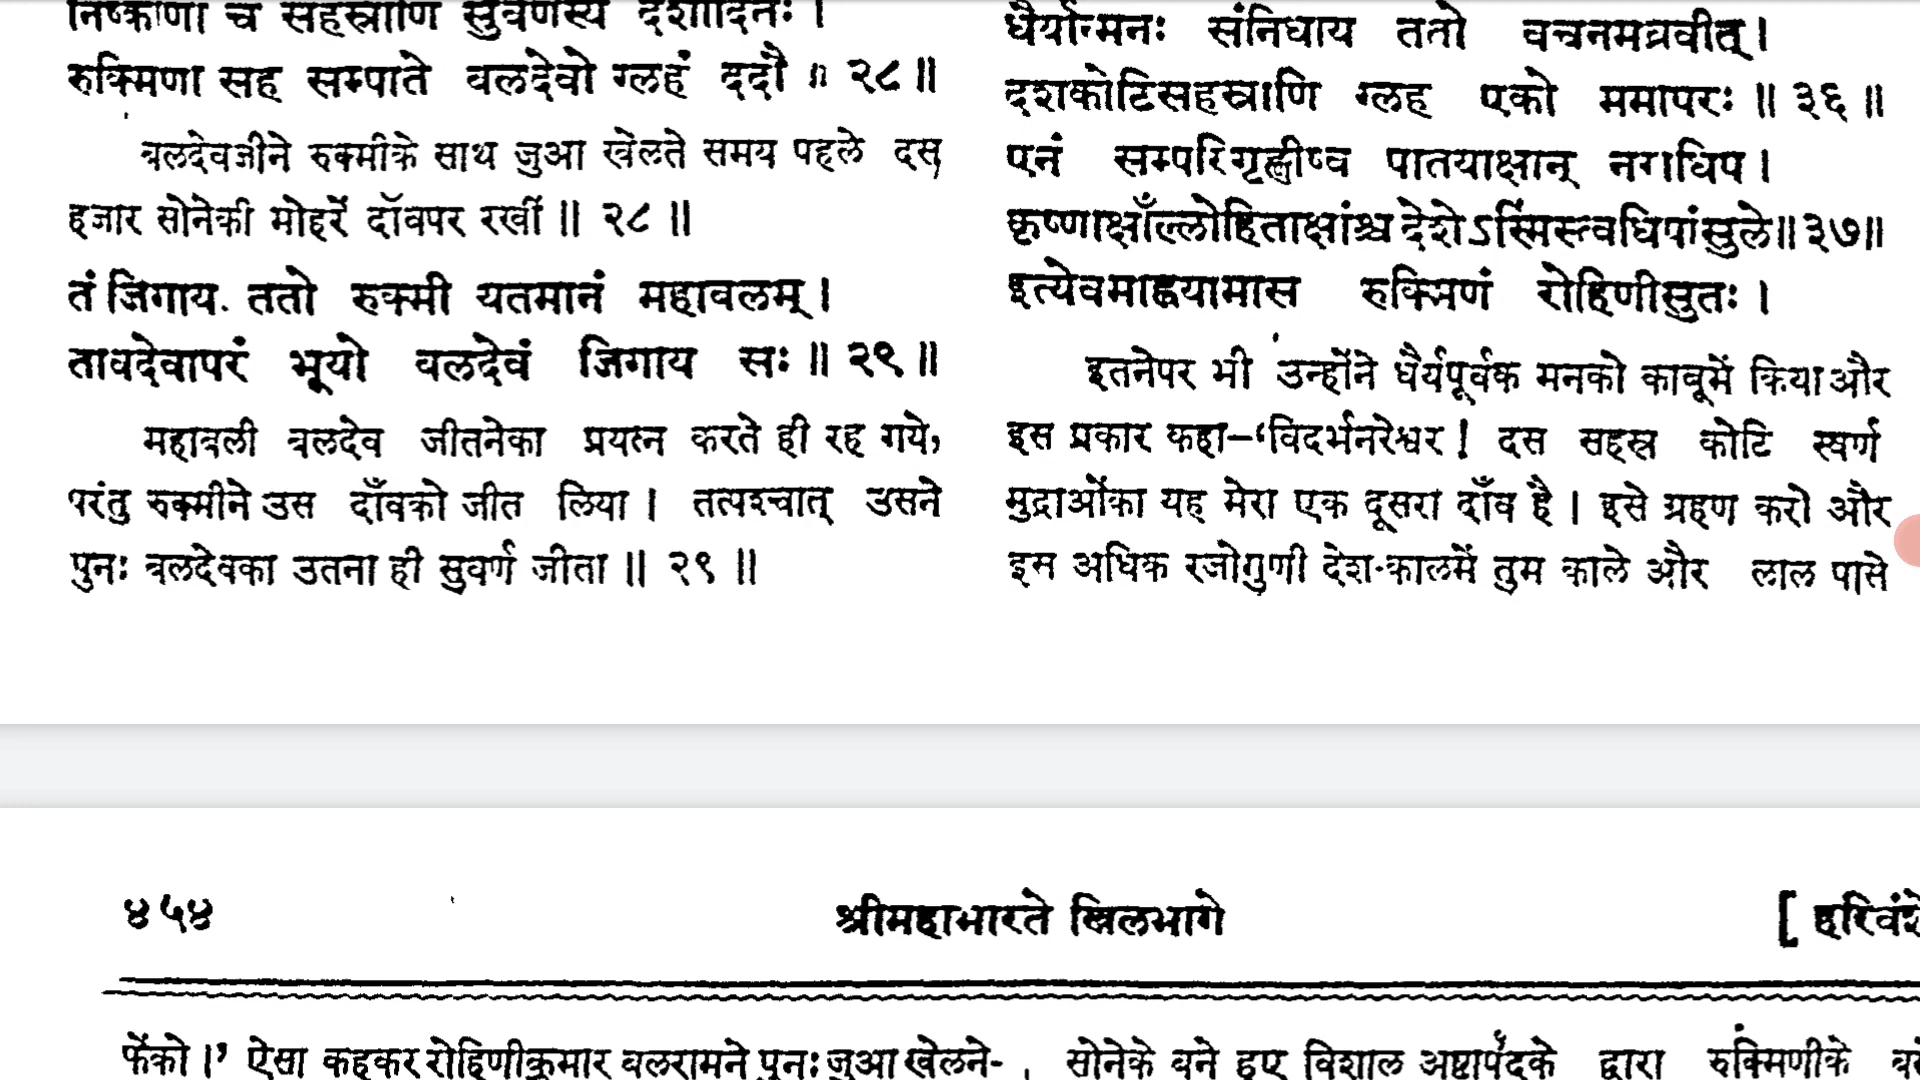 निष्काणां च सहस्राणि सुवर्णस्य दशादितः ।
रुक्मिणा सह सम्पाते बलदेवो ग्लहं ददौ ॥ २८ ॥
बलदेवजीने रुक्मीके साथ जुआ खेलते समय पहले दस
हजार सोनेकी मोहरें दाँवपर रखीं ॥ २८ ॥
तं जिगाय ततो रुक्मी यतमानं महाबलम् ।
तावदेवापरं भूयो बलदेवं जिगाय सः ॥ २९ ॥
महाबली बलदेव जीतनेका प्रयत्न करते ही रह गये,
परंतु रुक्मीने उस दाँवको जीत लिया । तत्पश्चात् उसने
पुनः बलदेवका उतना ही सुवर्ण जीता ॥ २९ ॥
धैर्यान्मनः संनिधाय ततो वचनमब्रवीत् ।
दशकोटिसहस्राणि ग्लह एको ममापरः ॥ ३६ ॥
एनं सम्परिगृह्णीष्व पातयाक्षान् नराधिप ।
कृष्णाक्षाँल्लोहिताक्षांश्च देशेऽस्मिंस्त्वधिपांसुले ॥ ३७ ॥
इत्येवमाह्वयामास रुक्मिणं रोहिणीसुतः ।
इतनेपर भी उन्होंने धैर्यपूर्वक मनको काबूमें किया और
इस प्रकार कहा—‘विदर्भनरेश्वर ! दस सहस्र कोटि स्वर्ण
मुद्राओंका यह मेरा एक दूसरा दाँव है । इसे ग्रहण करो और
इस अधिक रजोगुणी देश-कालमें तुम काले और लाल पासे
४५४ श्रीमहाभारते खिलभागे [ हरिवंशे
फेंको ।’ ऐसा कहकर रोहिणीकुमार बलरामने पुनः जुआ खेलने-
सोनेके बने हुए विशाल अष्टापदके द्वारा रुक्मिणीके